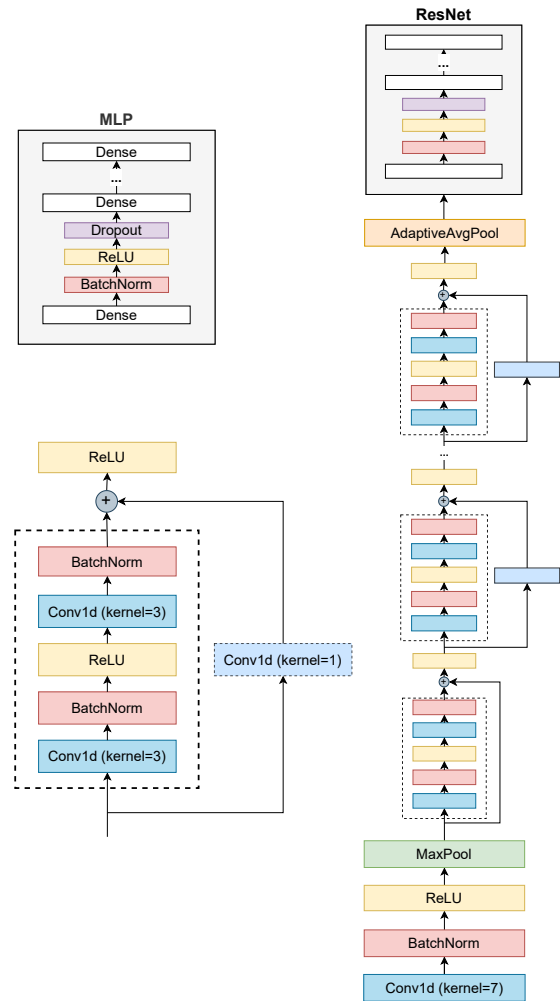 MLP
Dense
...
Dense
Dropout
ReLU
BatchNorm
Dense
ReLU
+
BatchNorm
Conv1d (kernel=3)
ReLU
Conv1d (kernel=1)
BatchNorm
Conv1d (kernel=3)
ResNet
...
AdaptiveAvgPool
+
...
+
+
MaxPool
ReLU
BatchNorm
Conv1d (kernel=7)